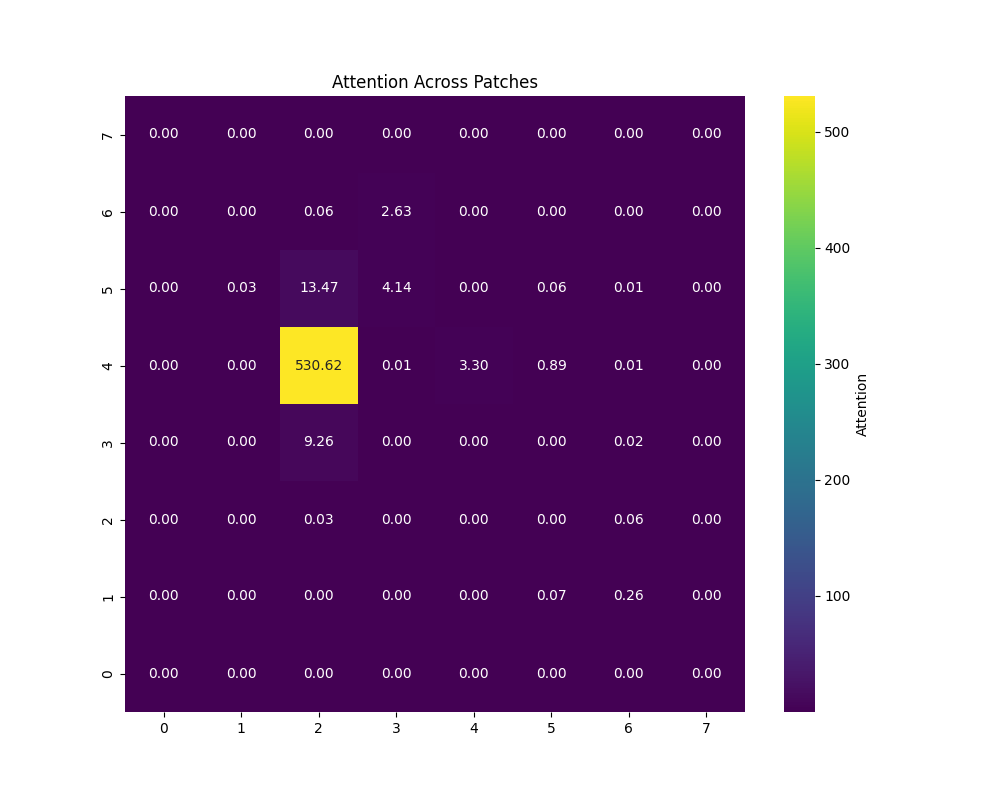 Attention Across Patches
7 0.00 0.00 0.00 0.00 0.00 0.00 0.00 0.00
6 0.00 0.00 0.06 2.63 0.00 0.00 0.00 0.00
5 0.00 0.03 13.47 4.14 0.00 0.06 0.01 0.00
4 0.00 0.00 530.62 0.01 3.30 0.89 0.01 0.00
3 0.00 0.00 9.26 0.00 0.00 0.00 0.02 0.00
2 0.00 0.00 0.03 0.00 0.00 0.00 0.06 0.00
1 0.00 0.00 0.00 0.00 0.00 0.07 0.26 0.00
0 0.00 0.00 0.00 0.00 0.00 0.00 0.00 0.00
0 1 2 3 4 5 6 7
500
400
300
200
100
Attention